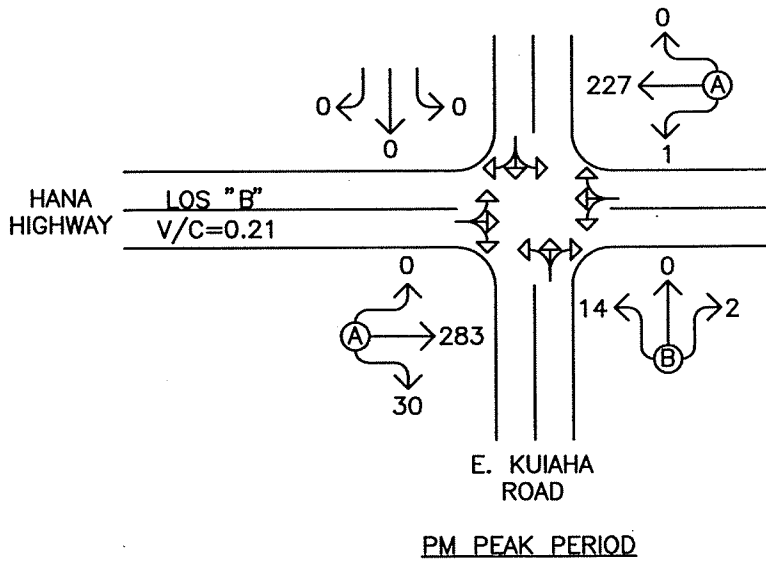 0
227
A
1
0
0
0
HANA
HIGHWAY
LOS "B"
V/C=0.21
0
A
283
30
0
14
2
B
E. KUIAHA
ROAD
PM PEAK PERIOD